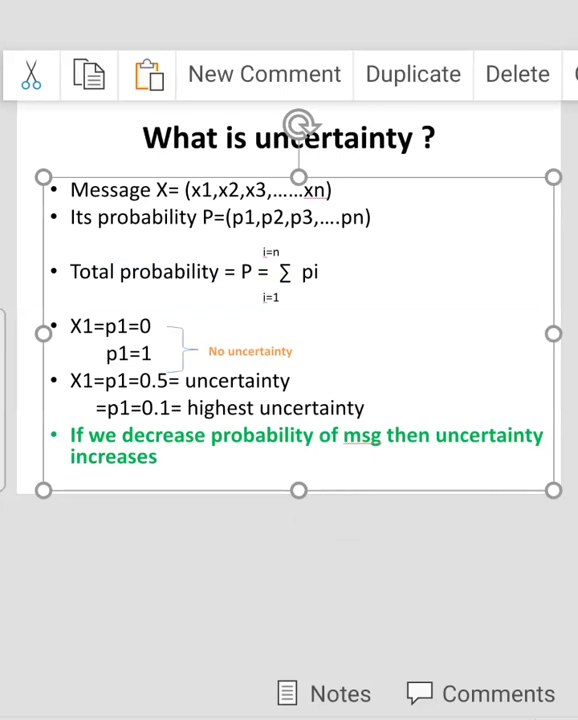 New Comment Duplicate Delete
What is uncertainty ?
• Message X= (x1,x2,x3,......xn)
• Its probability P=(p1,p2,p3,....pn)
i=n
• Total probability = P = ∑ pi
i=1
• X1=p1=0
p1=1
No uncertainty
• X1=p1=0.5= uncertainty
=p1=0.1= highest uncertainty
• If we decrease probability of msg then uncertainty
increases
Notes Comments